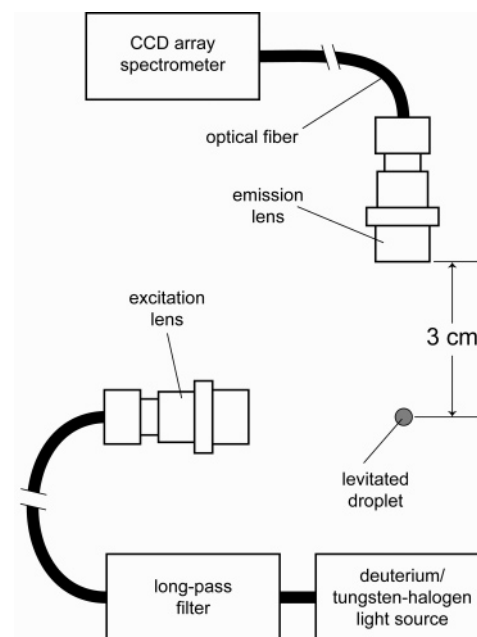 CCD array
spectrometer
optical fiber
emission
lens
excitation
lens
3 cm
levitated
droplet
long-pass
filter
deuterium/
tungsten-halogen
light source